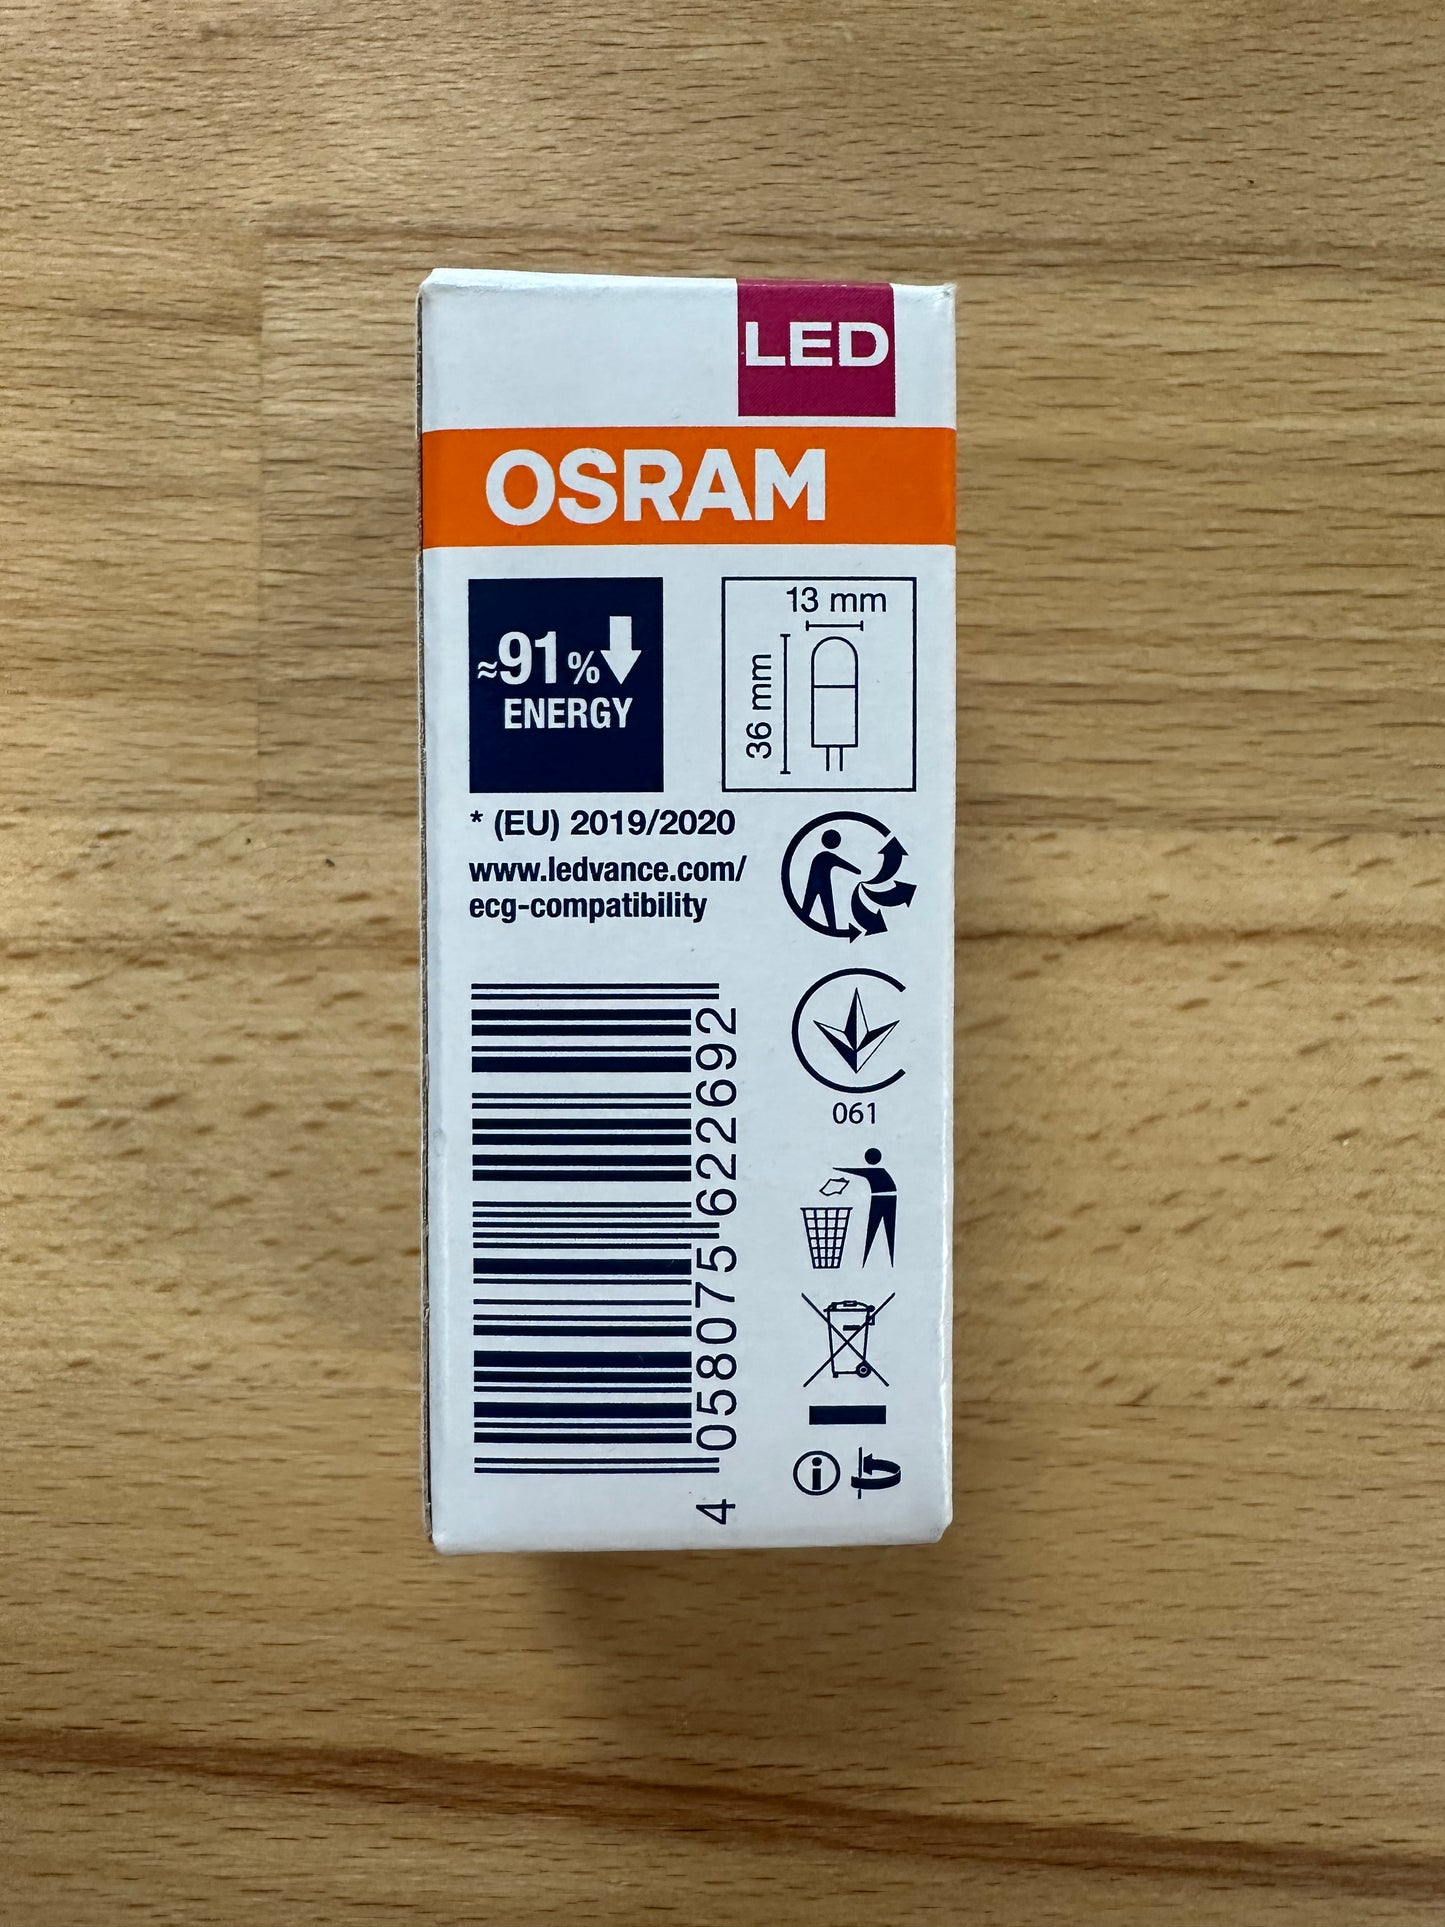 LED
OSRAM
≈91%
ENERGY
13 mm
36 mm
* (EU) 2019/2020
www.ledvance.com/
ecg-compatibility
061
4 058075 622692
i